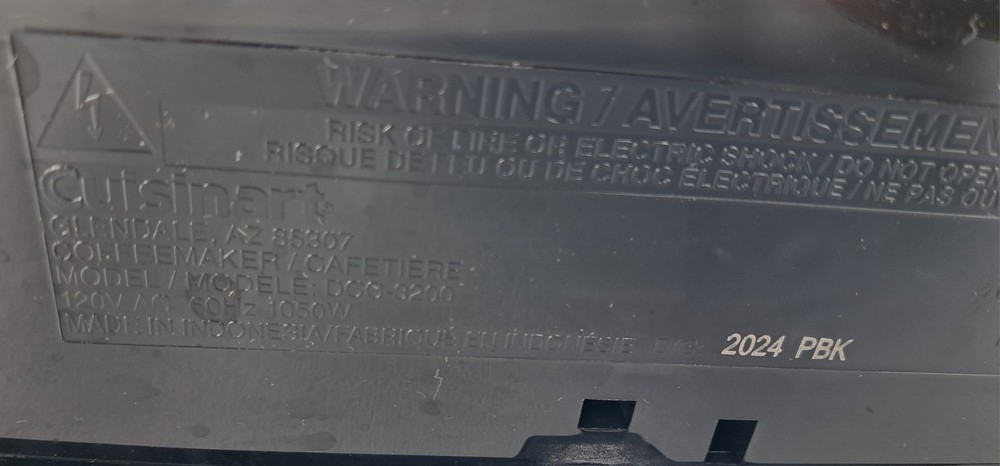 WARNING / AVERTISSEMEN
RISK OF FIRE OR ELECTRIC SHOCK / DO NOT OPEN
RISQUE DE FEU OU DE CHOC ÉLECTRIQUE / NE PAS OU
Cuisinart
GLENDALE, AZ 85307
COFFEEMAKER / CAFETIÈRE
MODEL / MODÈLE: DCC-3200
120V AC 60Hz 1050W
MADE IN INDONESIA/FABRIQUÉ EN INDONÉSIE
2024 PBK